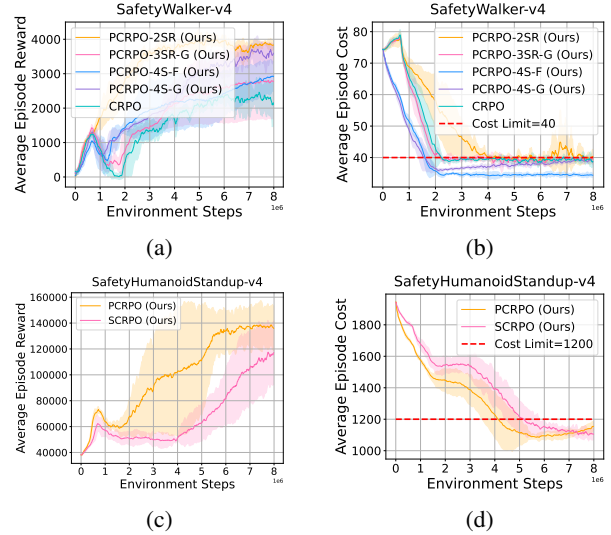 SafetyWalker-v4
Average Episode Reward
4000
3000
2000
1000
0
PCRPO-2SR (Ours)
PCRPO-3SR-G (Ours)
PCRPO-4S-F (Ours)
PCRPO-4S-G (Ours)
CRPO
0 1 2 3 4 5 6 7 8
1e6
Environment Steps
(a)
SafetyWalker-v4
Average Episode Cost
80
70
60
50
40
30
PCRPO-2SR (Ours)
PCRPO-3SR-G (Ours)
PCRPO-4S-F (Ours)
PCRPO-4S-G (Ours)
CRPO
Cost Limit=40
0 1 2 3 4 5 6 7 8
1e6
Environment Steps
(b)
SafetyHumanoidStandup-v4
Average Episode Reward
160000
140000
120000
100000
80000
60000
40000
PCRPO (Ours)
SCRPO (Ours)
0 1 2 3 4 5 6 7 8
1e6
Environment Steps
(c)
SafetyHumanoidStandup-v4
Average Episode Cost
1800
1600
1400
1200
1000
PCRPO (Ours)
SCRPO (Ours)
Cost Limit=1200
0 1 2 3 4 5 6 7 8
1e6
Environment Steps
(d)